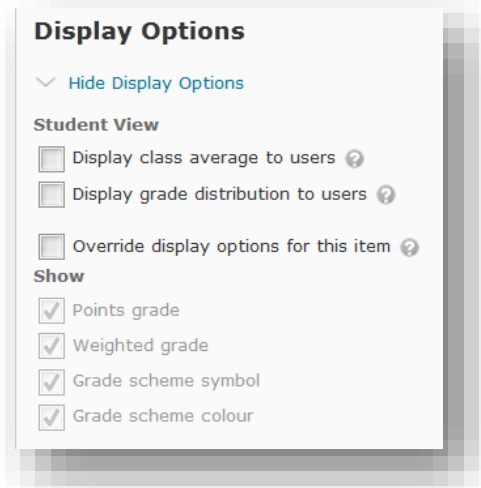 Display Options
Hide Display Options
Student View
Display class average to users ?
Display grade distribution to users ?
Override display options for this item ?
Show
Points grade
Weighted grade
Grade scheme symbol
Grade scheme colour